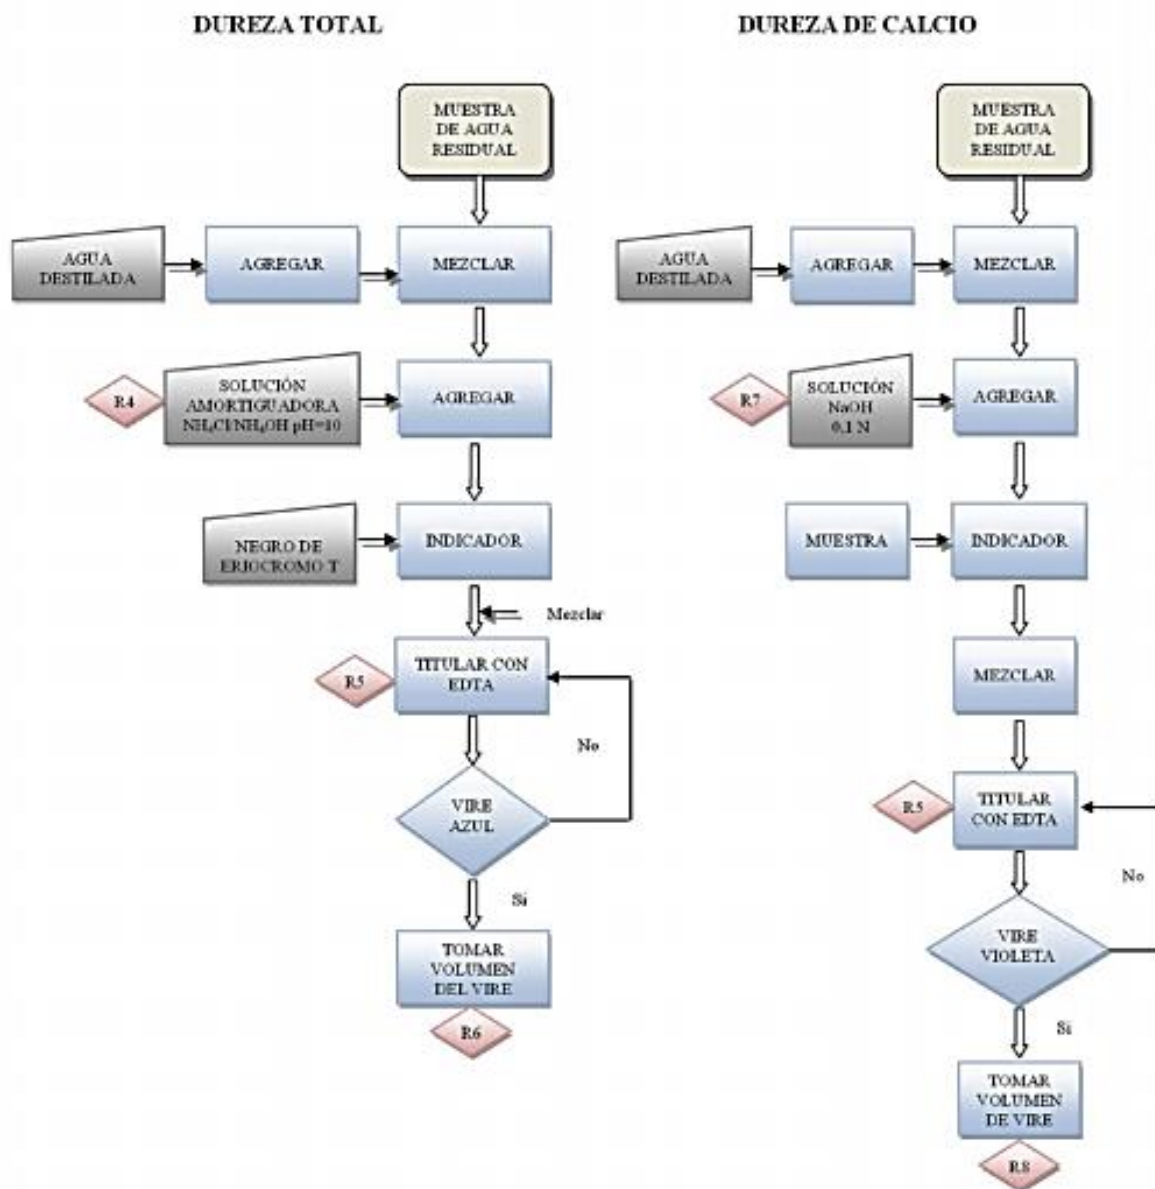 DUREZA TOTAL
MUESTRA
DE AGUA
RESIDUAL
AGUA
DESTILADA
AGREGAR
MEZCLAR
R4
SOLUCIÓN
AMORTIGUADORA
NH₄Cl/NH₄OH pH=10
AGREGAR
NEGRO DE
ERIOCROMO T
INDICADOR
Mezclar
R5
TITULAR CON
EDTA
No
VIRE
AZUL
Si
TOMAR
VOLUMEN
DEL VIRE
R6
DUREZA DE CALCIO
MUESTRA
DE AGUA
RESIDUAL
AGUA
DESTILADA
AGREGAR
MEZCLAR
R7
SOLUCIÓN
NaOH
0.1 N
AGREGAR
MUESTRA
INDICADOR
MEZCLAR
R5
TITULAR
CON EDTA
No
VIRE
VIOLETA
Si
TOMAR
VOLUMEN
DE VIRE
R8